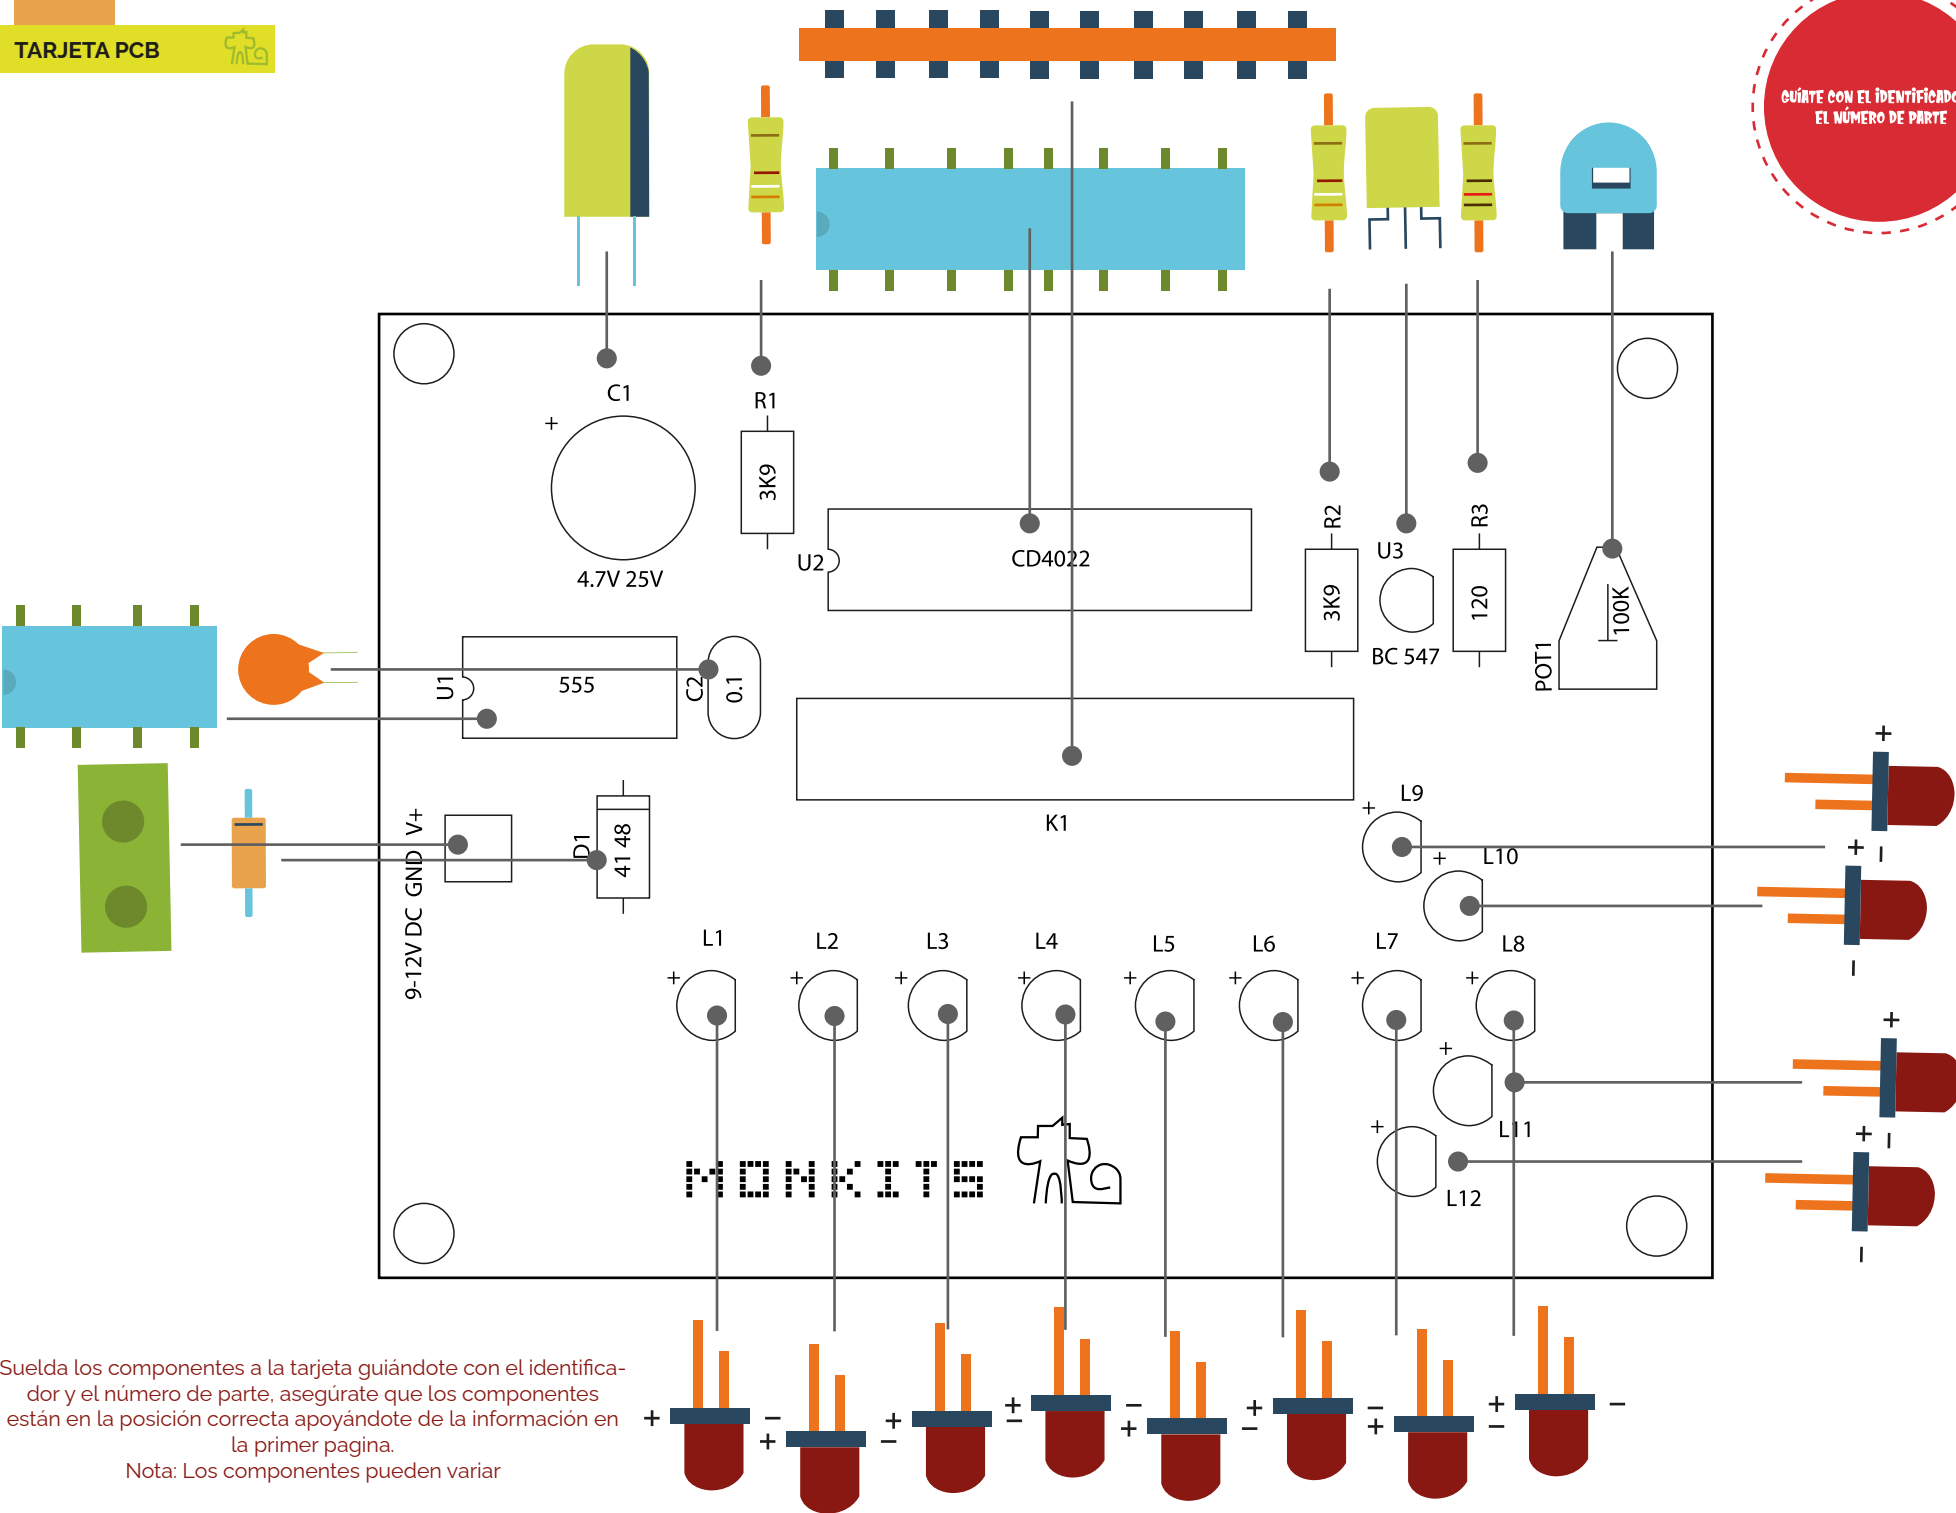 TARJETA PCB
GUÍATE CON EL IDENTIFICADO
EL NÚMERO DE PARTE
C1
+
4.7V 25V
R1
3K9
U2
CD4022
R2
3K9
U3
BC 547
R3
120
POT1
100K
U1
555
C2
0.1
K1
9-12V DC GND V+
D1
41 48
L9
+
L10
+
L1
+
L2
+
L3
+
L4
+
L5
+
L6
+
L7
+
L8
+
+
L11
+
L12
MONKITS
+
+ –
–
+
+ –
–
Suelda los componentes a la tarjeta guiándote con el identifica-
dor y el número de parte, asegúrate que los componentes
están en la posición correcta apoyándote de la información en
la primer pagina.
Nota: Los componentes pueden variar
+ –
+ –
+ –
+ –
+ –
+ –
+ –
+ –